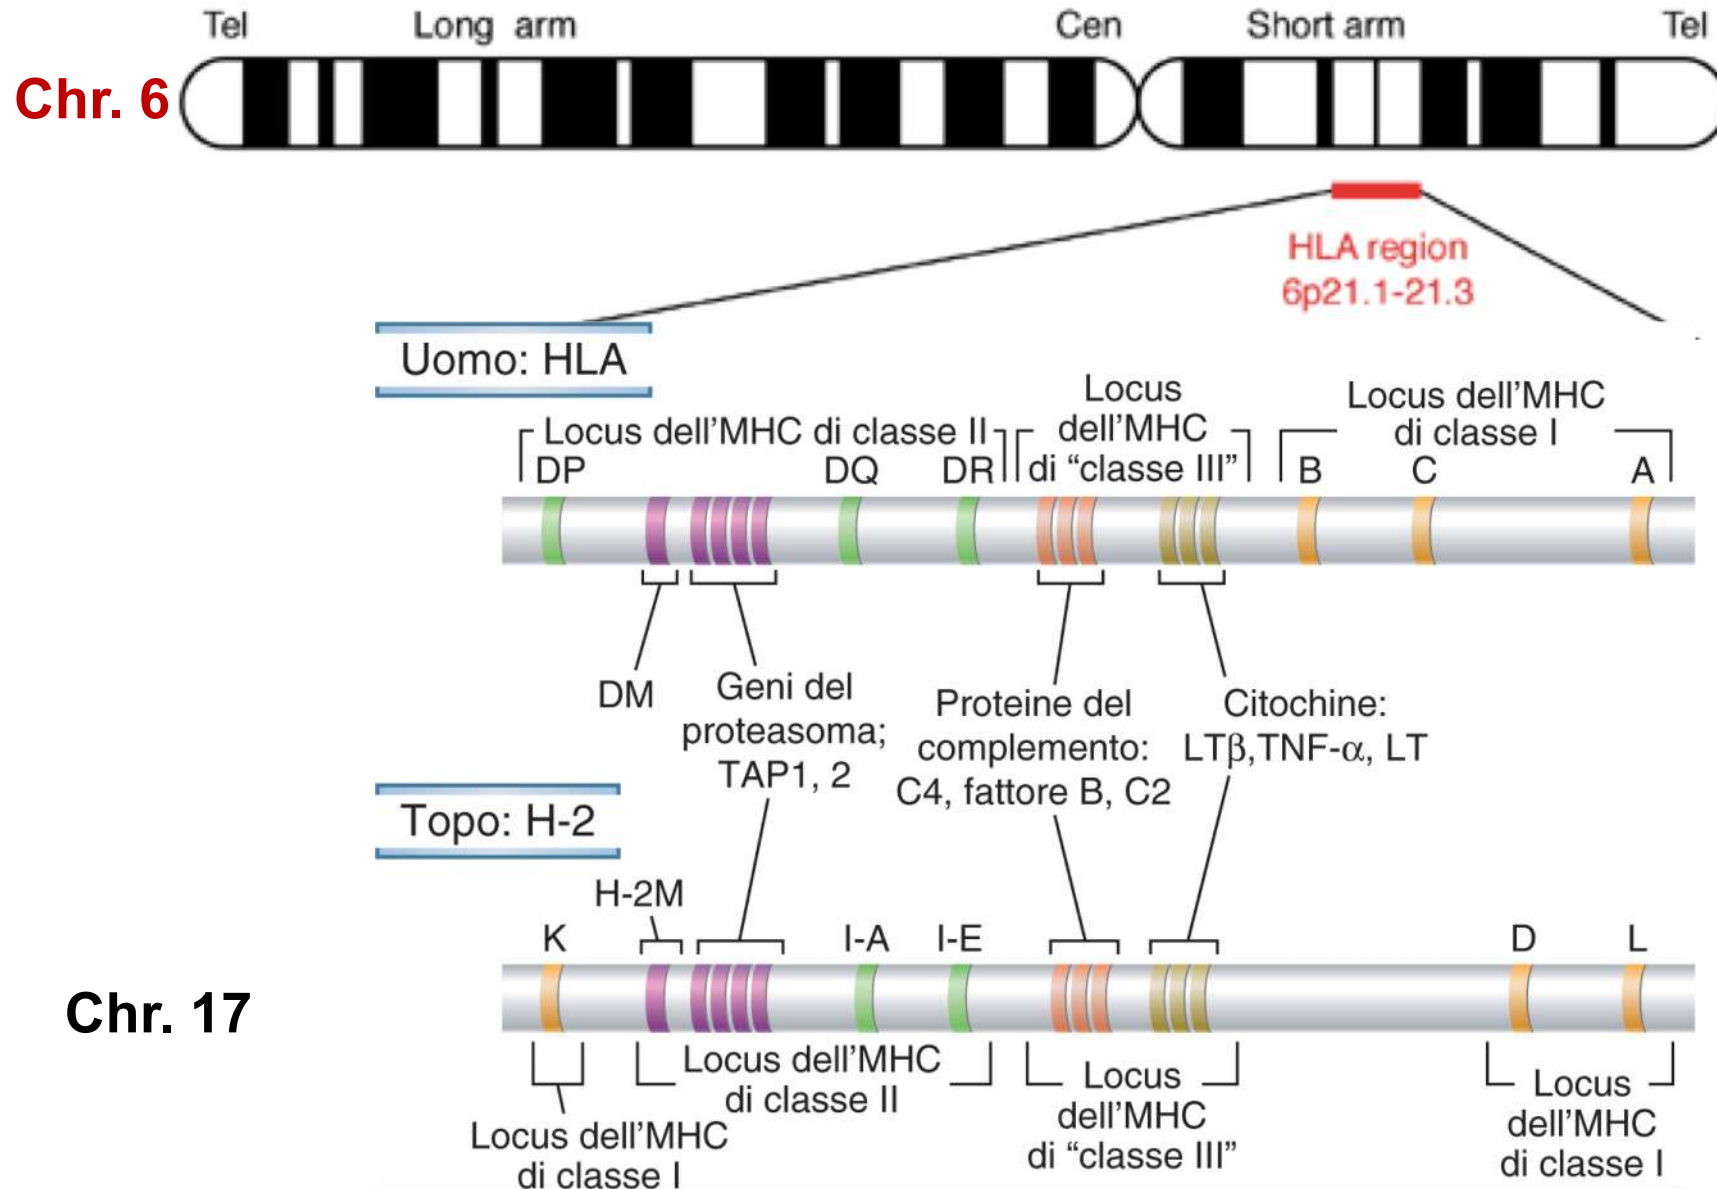 Tel Long arm Cen Short arm Tel
Chr. 6
HLA region
6p21.1-21.3
Uomo: HLA
Locus dell'MHC di classe II
DP DQ DR
Locus
dell'MHC
di "classe III"
Locus dell'MHC
di classe I
B C A
DM
Geni del
proteasoma;
TAP1, 2
Proteine del
complemento:
C4, fattore B, C2
Citochine:
LTβ,TNF-α, LT
Topo: H-2
H-2M
K I-A I-E D L
Chr. 17
Locus dell'MHC
di classe I
Locus dell'MHC
di classe II
Locus
dell'MHC
di "classe III"
Locus
dell'MHC
di classe I